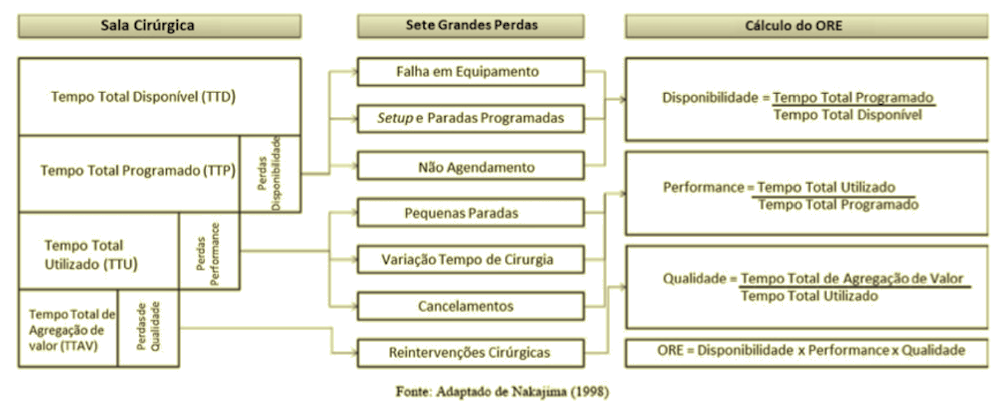 Sala Cirúrgica
Sete Grandes Perdas
Cálculo do ORE
Tempo Total Disponível (TTD)
Tempo Total Programado (TTP)
Perdas
Disponibilidade
Tempo Total
Utilizado (TTU)
Perdas
Performance
Tempo Total de
Agregação de
valor (TTAV)
Perdas de
Qualidade
Falha em Equipamento
Setup e Paradas Programadas
Não Agendamento
Pequenas Paradas
Variação Tempo de Cirurgia
Cancelamentos
Reintervenções Cirúrgicas
Disponibilidade = Tempo Total Programado
Tempo Total Disponível
Performance = Tempo Total Utilizado
Tempo Total Programado
Qualidade = Tempo Total de Agregação de Valor
Tempo Total Utilizado
ORE = Disponibilidade x Performance x Qualidade
Fonte: Adaptado de Nakajima (1998)